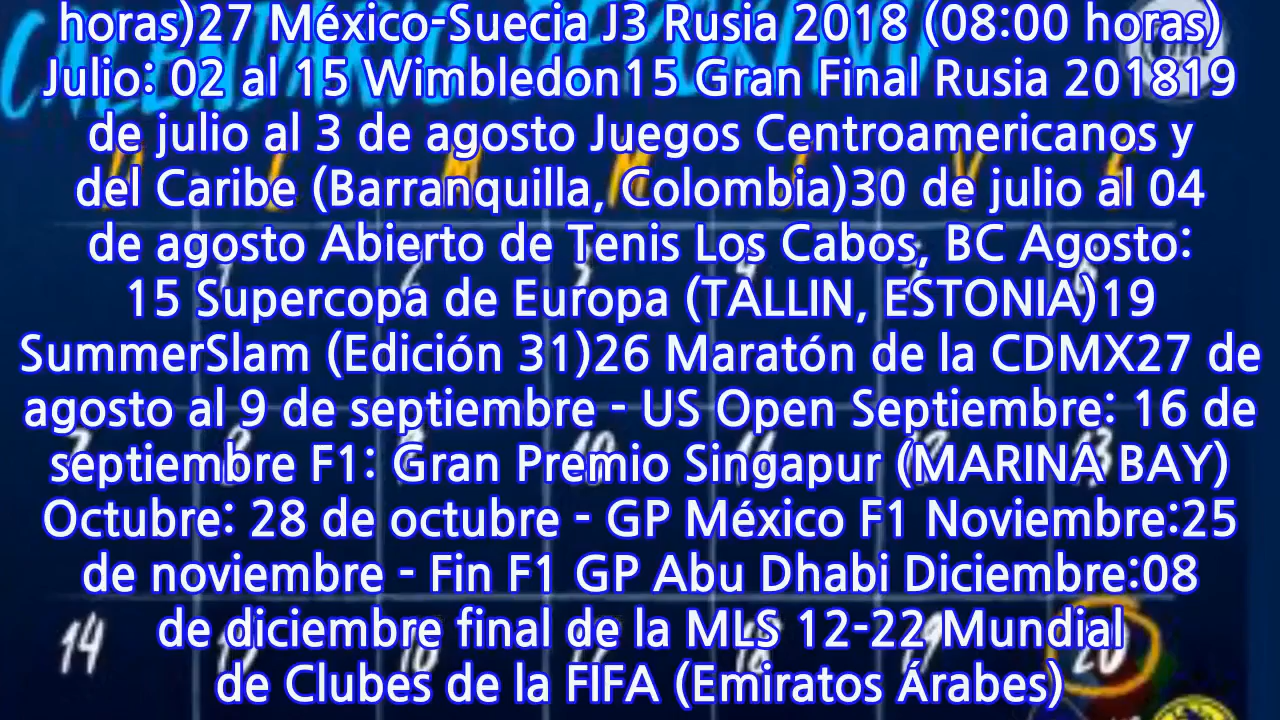 horas)27 México-Suecia J3 Rusia 2018 (08:00 horas)
Julio: 02 al 15 Wimbledon15 Gran Final Rusia 201819
de julio al 3 de agosto Juegos Centroamericanos y
del Caribe (Barranquilla, Colombia)30 de julio al 04
de agosto Abierto de Tenis Los Cabos, BC Agosto:
15 Supercopa de Europa (TALLIN, ESTONIA)19
SummerSlam (Edición 31)26 Maratón de la CDMX27 de
agosto al 9 de septiembre - US Open Septiembre: 16 de
septiembre F1: Gran Premio Singapur (MARINA BAY)
Octubre: 28 de octubre - GP México F1 Noviembre:25
de noviembre - Fin F1 GP Abu Dhabi Diciembre:08
de diciembre final de la MLS 12-22 Mundial
de Clubes de la FIFA (Emiratos Árabes)
14